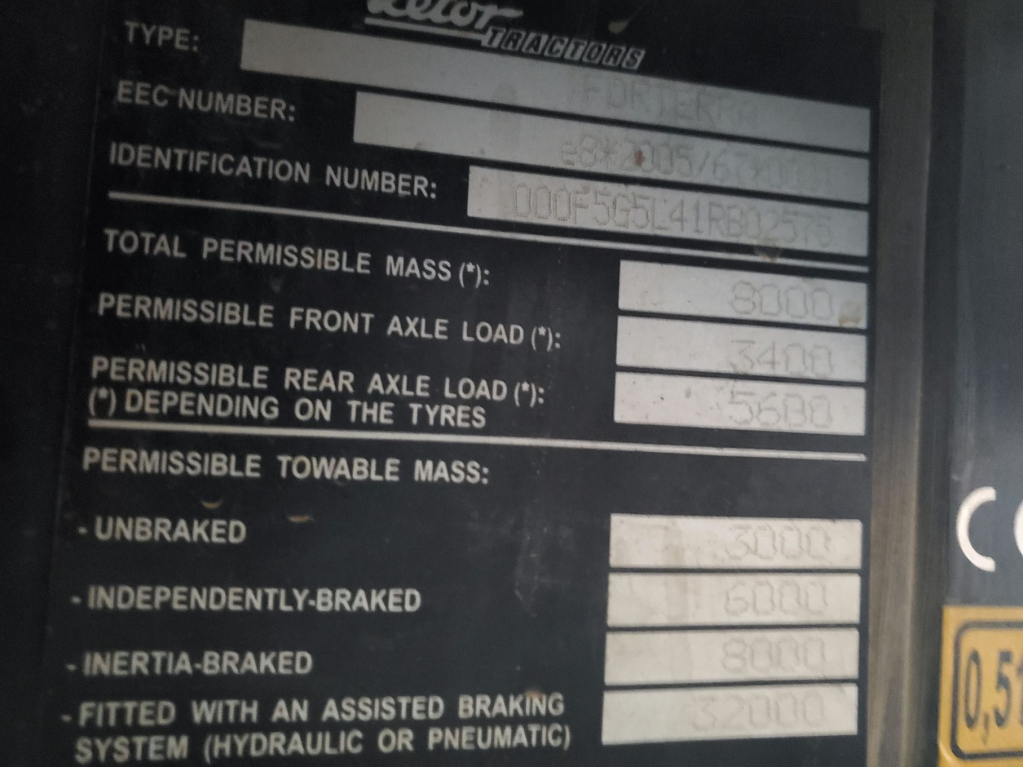 TRACTORS
TYPE: FORTERRA
EEC NUMBER:
IDENTIFICATION NUMBER: 000F5G5L41RB02575
TOTAL PERMISSIBLE MASS (*): 8000
PERMISSIBLE FRONT AXLE LOAD (*): 3400
PERMISSIBLE REAR AXLE LOAD (*): 5680
(*) DEPENDING ON THE TYRES
PERMISSIBLE TOWABLE MASS:
- UNBRAKED 3000
- INDEPENDENTLY-BRAKED 6000
- INERTIA-BRAKED 8000
- FITTED WITH AN ASSISTED BRAKING 32000
SYSTEM (HYDRAULIC OR PNEUMATIC)